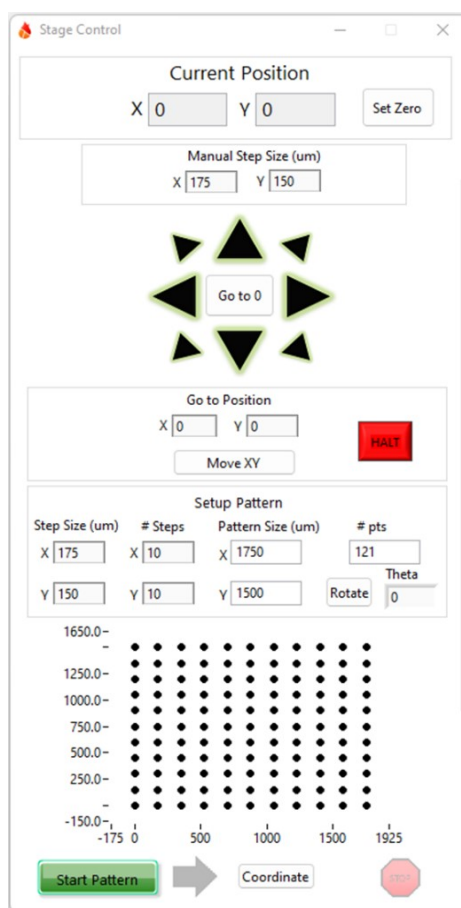 Stage Control
Current Position
X 0 Y 0 Set Zero
Manual Step Size (um)
X 175 Y 150
Go to 0
Go to Position
X 0 Y 0
HALT
Move XY
Setup Pattern
Step Size (um) # Steps Pattern Size (um) # pts
X 175 X 10 X 1750 121
Theta
Y 150 Y 10 Y 1500 Rotate 0
1650.0
1250.0
1000.0
750.0
500.0
250.0
-150.0
-175 0 500 1000 1500 1925
Start Pattern Coordinate STOP